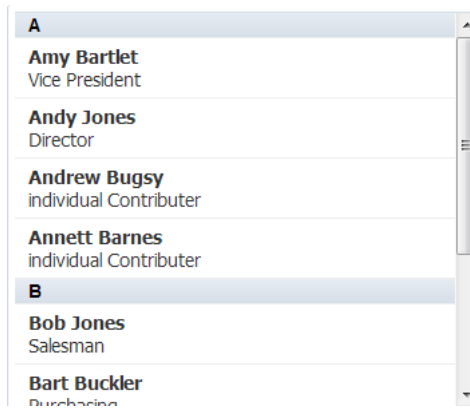 A
Amy Bartlet
Vice President
Andy Jones
Director
Andrew Bugsy
individual Contributer
Annett Barnes
individual Contributer
B
Bob Jones
Salesman
Bart Buckler
Purchasing